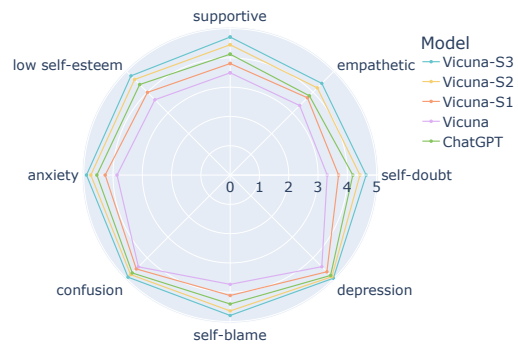 supportive
low self-esteem
empathetic
anxiety
self-doubt
0 1 2 3 4 5
confusion
depression
self-blame
Model
Vicuna-S3
Vicuna-S2
Vicuna-S1
Vicuna
ChatGPT